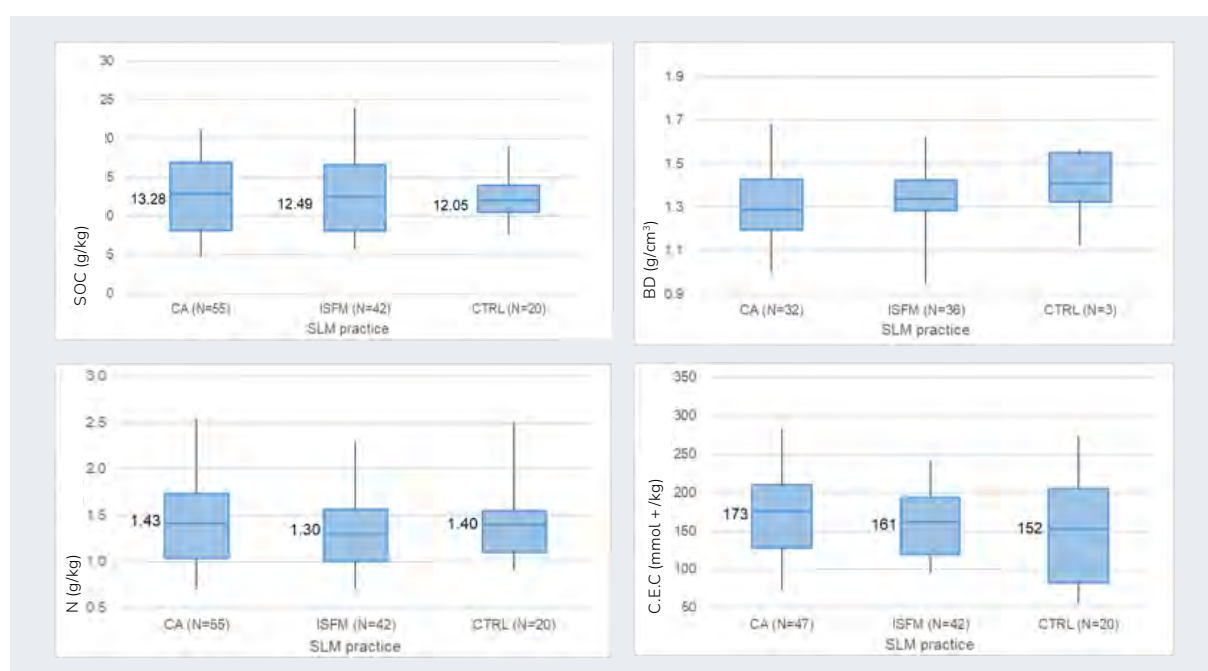 30
25
20
5
0
5
0
13.28
12.49
12.05
SOC (g/kg)
CA (N=55) ISFM (N=42) CTRL (N=20)
SLM practice
1.9
1.7
1.5
1.3
1.1
0.9
BD (g/cm³)
CA (N=32) ISFM (N=36) CTRL (N=3)
SLM practice
3.0
2.5
2.0
1.5
1.0
0.5
1.43
1.30
1.40
N (g/kg)
CA (N=55) ISFM (N=42) CTRL (N=20)
SLM practice
350
300
250
200
150
100
50
173
161
152
C.E.C (mmol +/kg)
CA (N=47) ISFM (N=42) CTRL (N=20)
SLM practice